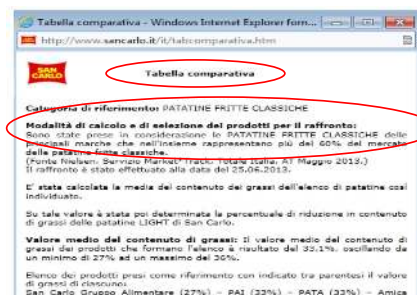 Tabella comparativa - Windows Internet Explorer forn...
http://www.sancarlo.it/it/tabcomparativa.htm
SAN
CARLO
Tabella comparativa
Categoria di riferimento: PATATINE FRITTE CLASSICHE
Modalità di calcolo e di selezione dei prodotti per il raffronto:
Sono state prese in considerazione le PATATINE FRITTE CLASSICHE delle
principali marche che nell'insieme rappresentano più del 60% del mercato
delle patatine fritte classiche.
(Fonte Nielsen. Servizio Market Track. Totale Italia. AT Maggio 2013.)
Il raffronto è stato effettuato alla data del 25.06.2013.
E' stata calcolata la media del contenuto dei grassi dell'elenco di patatine così
individuato.
Su tale valore è stata poi determinata la percentuale di riduzione in contenuto
di grassi delle patatine LIGHT di San Carlo.
Valore medio del contenuto di grassi: Il valore medio del contenuto di
grassi dei prodotti che formano l'elenco è risultato del 33.1%, oscillando da
un minimo di 27% ad un massimo del 36%.
Elenco dei prodotti presi come riferimento con indicato tra parentesi il valore
di grassi di ciascuno.
San Carlo Gruppo Alimentare (27%) - PAI (33%) - PATA (33%) - Amica